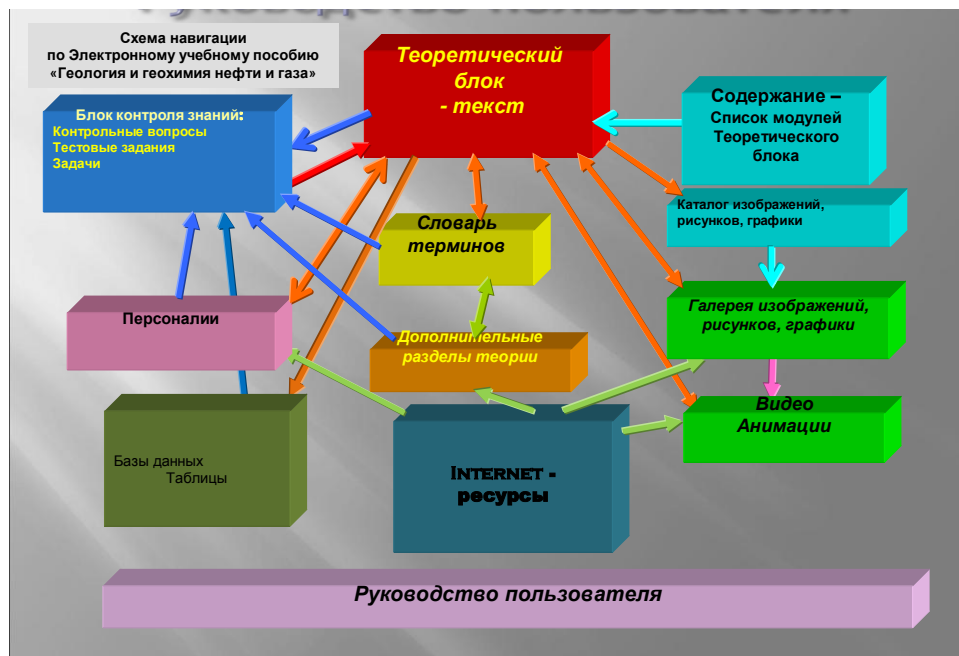 Руководство пользователя
Схема навигации
по Электронному учебному пособию
«Геология и геохимия нефти и газа»
Теоретический
блок
- текст
Содержание –
Список модулей
Теоретического
блока
Блок контроля знаний:
Контрольные вопросы
Тестовые задания
Задачи
Каталог изображений,
рисунков, графики
Словарь
терминов
Персоналии
Галерея изображений,
рисунков, графики
Дополнительные
разделы теории
Видео
Анимации
Базы данных
Таблицы
INTERNET -
ресурсы
Руководство пользователя